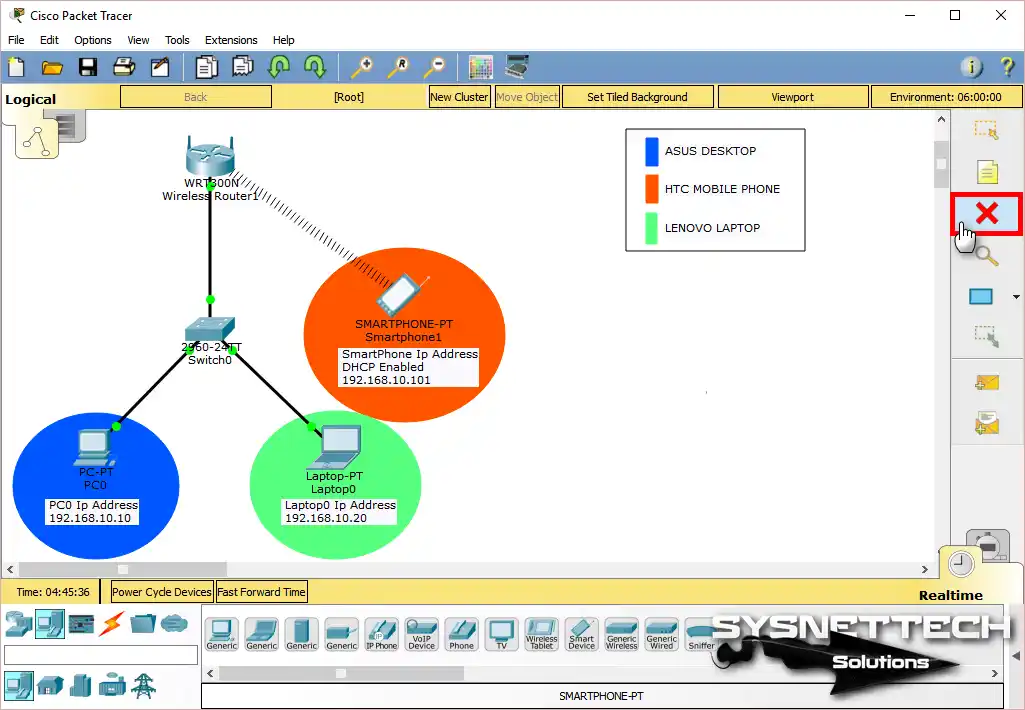 Cisco Packet Tracer
File Edit Options View Tools Extensions Help
Logical
Back
[Root]
New Cluster
Move Object
Set Tiled Background
Viewport
Environment: 06:00:00
WRT300N
Wireless Router1
ASUS DESKTOP
HTC MOBILE PHONE
LENOVO LAPTOP
SMARTPHONE-PT
Smartphone1
SmartPhone Ip Address
DHCP Enabled
192.168.10.101
2960-24TT
Switch0
PC-PT
PC0
PC0 Ip Address
192.168.10.10
Laptop-PT
Laptop0
Laptop0 Ip Address
192.168.10.20
Time: 04:45:36
Power Cycle Devices
Fast Forward Time
Realtime
Generic
Generic
Generic
Generic
IP
IP Phone
VoIP
Device
Phone
TV
Wireless
Tablet
Smart
Device
Generic
Wireless
Generic
Wired
Sniffer
SYSNETTECH
Solutions
SMARTPHONE-PT